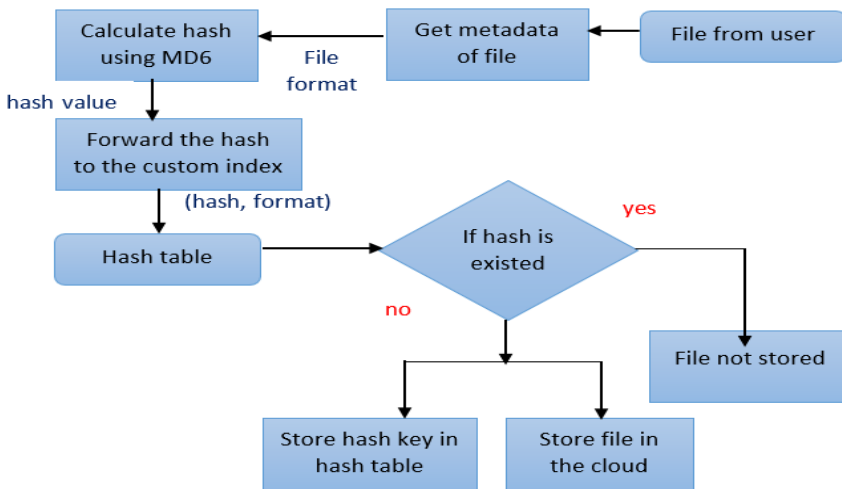 Calculate hash
using MD6
File
format
Get metadata
of file
File from user
hash value
Forward the hash
to the custom index
(hash, format)
Hash table
If hash is
existed
yes
no
File not stored
Store hash key in
hash table
Store file in
the cloud